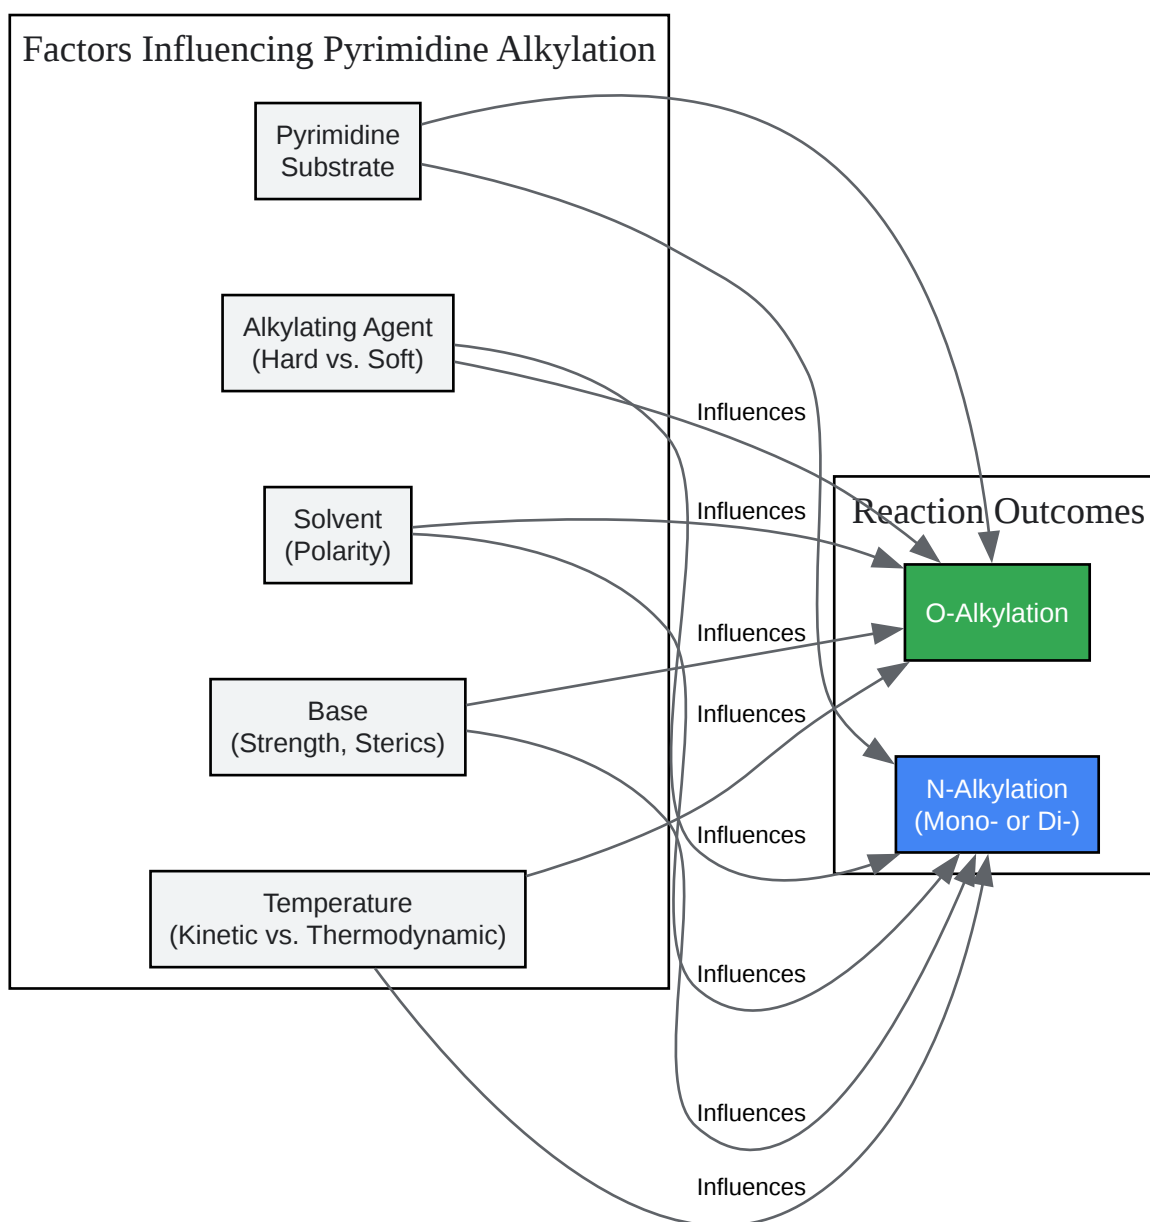 Factors Influencing Pyrimidine Alkylation
Pyrimidine
Substrate
Alkylating Agent
(Hard vs. Soft)
Solvent
(Polarity)
Base
(Strength, Sterics)
Temperature
(Kinetic vs. Thermodynamic)
Influences
Influences
Influences
Influences
Influences
Influences
Influences
Influences
Reaction Outcomes
O-Alkylation
N-Alkylation
(Mono- or Di-)